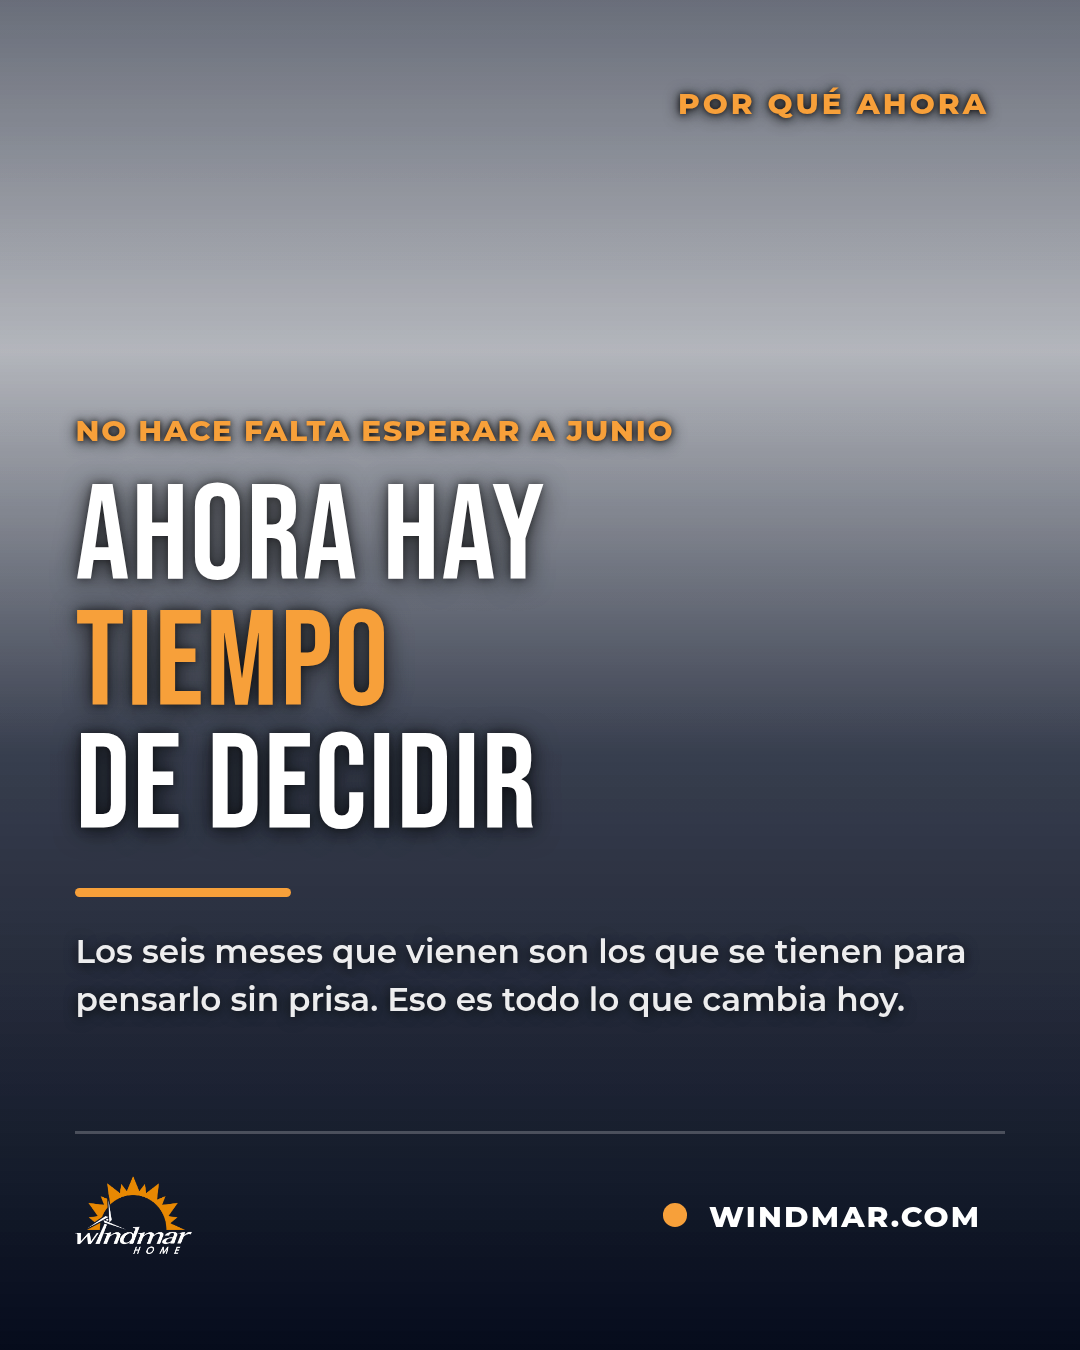 POR QUÉ AHORA
NO HACE FALTA ESPERAR A JUNIO
AHORA HAY
TIEMPO
DE DECIDIR
Los seis meses que vienen son los que se tienen para
pensarlo sin prisa. Eso es todo lo que cambia hoy.
windmar
HOME
WINDMAR.COM